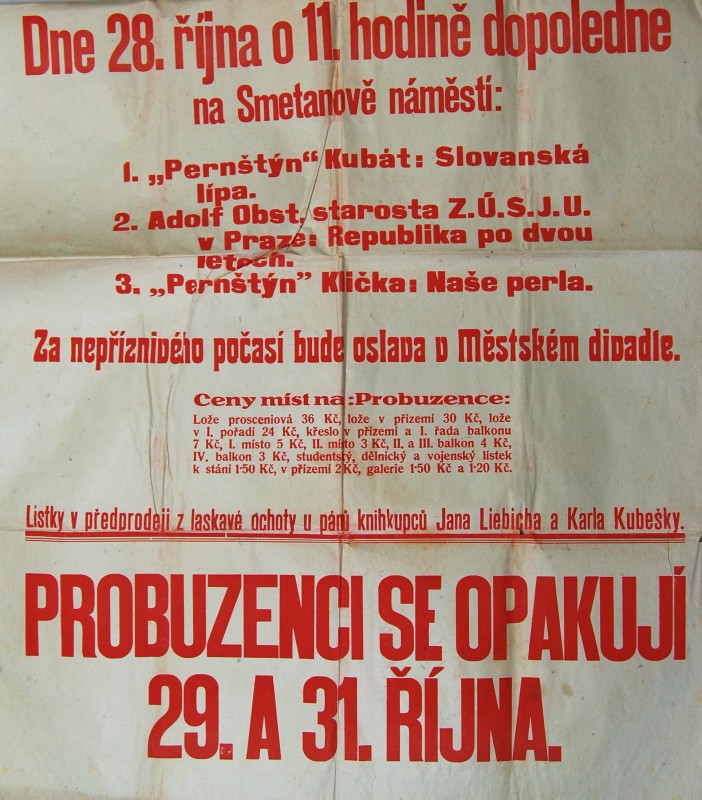 Dne 28. října o 11. hodině dopoledne
na Smetanově náměstí:
1. „Pernštýn“ Kubát: Slovanská
lípa.
2. Adolf Obst, starosta Z.Ú.S.J.U.
v Praze: Republika po dvou
letech.
3. „Pernštýn” Klička: Naše perla.
Za nepříznivého počasí bude oslava v Městském divadle.
Ceny míst na :Probuzence:
Lože prosceniová 36 Kč, lože v přízemí 30 Kč, lože
v I. pořadí 24 Kč, křeslo v přízemí a I. řada balkonu
7 Kč, I. místo 5 Kč, II. místo 3 Kč, II. a III. balkon 4 Kč,
IV. balkon 3 Kč, studentský, dělnický a vojenský lístek
k stání 1·50 Kč, v přízemí 2 Kč, galerie 1·50 Kč a 1·20 Kč.
Lístky v předprodeji z laskavé ochoty u pánů knihkupců Jana Liebicha a Karla Kubešky.
PROBUZENCI SE OPAKUJÍ
29. A 31. ŘÍJNA.